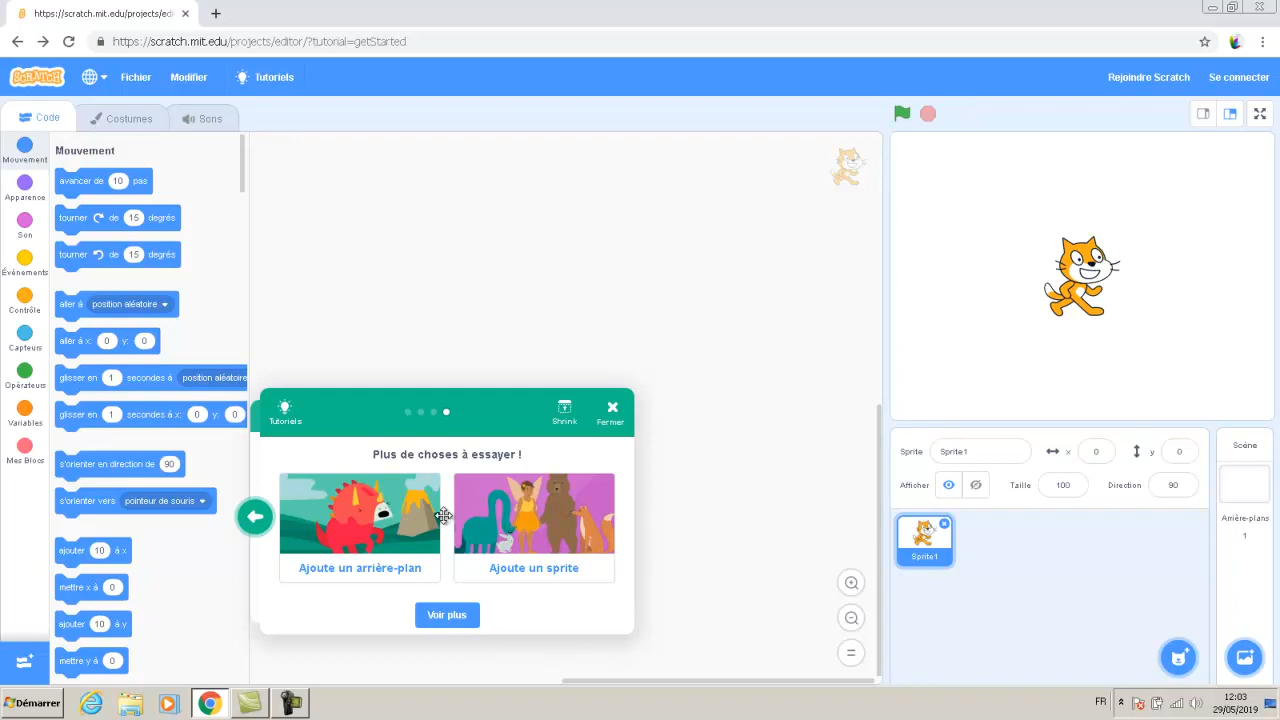 https://scratch.mit.edu/projects/edi
https://scratch.mit.edu/projects/editor/?tutorial=getStarted
SCRATCH
Fichier
Modifier
Tutoriels
Rejoindre Scratch
Se connecter
Code
Costumes
Sons
Mouvement
Apparence
Son
Événements
Contrôle
Capteurs
Opérateurs
Variables
Mes Blocs
Mouvement
avancer de 10 pas
tourner de 15 degrés
tourner de 15 degrés
aller à position aléatoire
aller à x: 0 y: 0
glisser en 1 secondes à position aléatoire
glisser en 1 secondes à x: 0 y: 0
s'orienter en direction de 90
s'orienter vers pointeur de souris
ajouter 10 à x
mettre x à 0
ajouter 10 à y
mettre y à 0
Tutoriels
Shrink
Fermer
Plus de choses à essayer !
Ajoute un arrière-plan
Ajoute un sprite
Voir plus
Sprite Sprite1 x 0 y 0
Afficher Taille 100 Direction 90
Sprite1
Scène
Arrière-plans
1
Démarrer
FR
12:03
29/05/2019